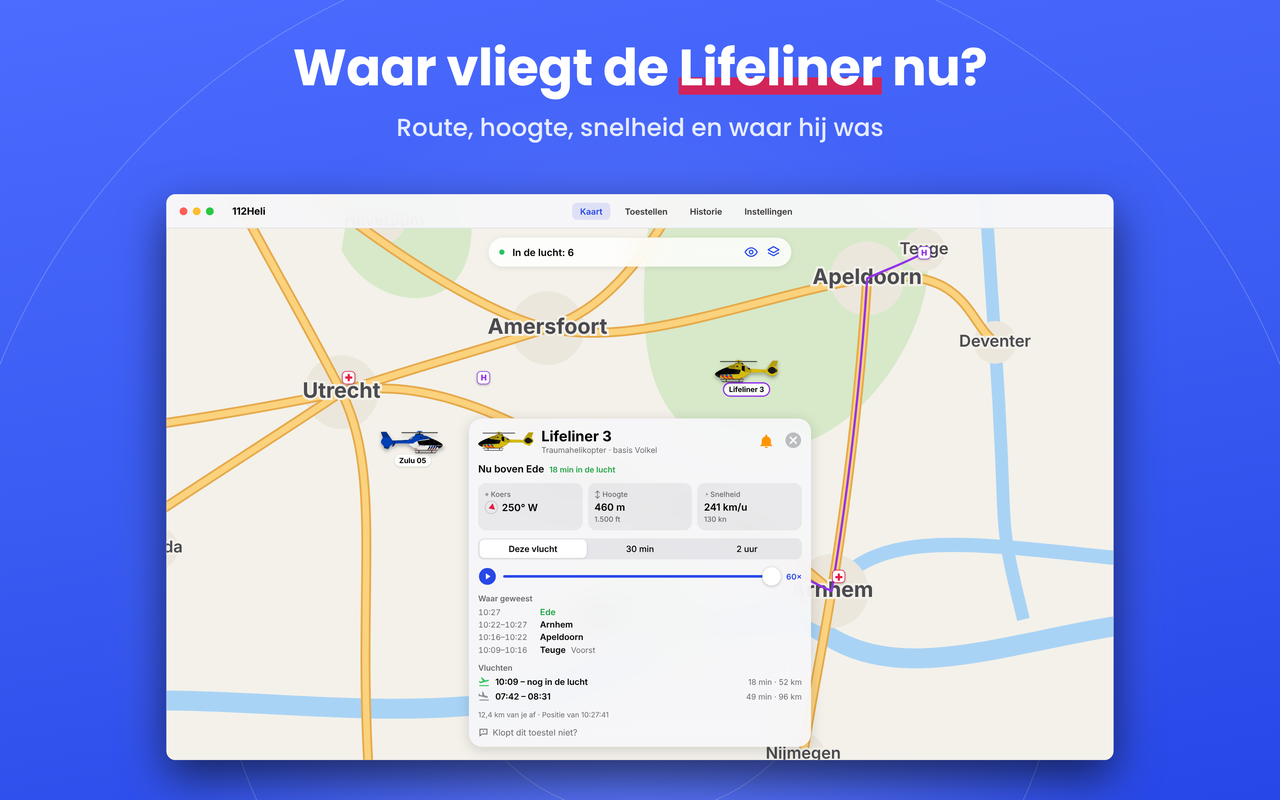 Waar vliegt de Lifeliner nu?
Route, hoogte, snelheid en waar hij was
112Heli
Kaart
Toestellen
Historie
Instellingen
In de lucht: 6
Teuge
H
Apeldoorn
Amersfoort
Deventer
Utrecht
H
Lifeliner 3
Zulu 05
Lifeliner 3
Traumahelikopter · basis Volkel
Nu boven Ede 18 min in de lucht
Koers
250° W
Hoogte
460 m
1.500 ft
Snelheid
241 km/u
130 kn
Deze vlucht
30 min
2 uur
60×
da
rnhem
Waar geweest
10:27 Ede
10:22–10:27 Arnhem
10:16–10:22 Apeldoorn
10:09–10:16 Teuge Voorst
Vluchten
10:09 – nog in de lucht 18 min · 52 km
07:42 – 08:31 49 min · 96 km
12,4 km van je af · Positie van 10:27:41
Klopt dit toestel niet?
Nijmegen